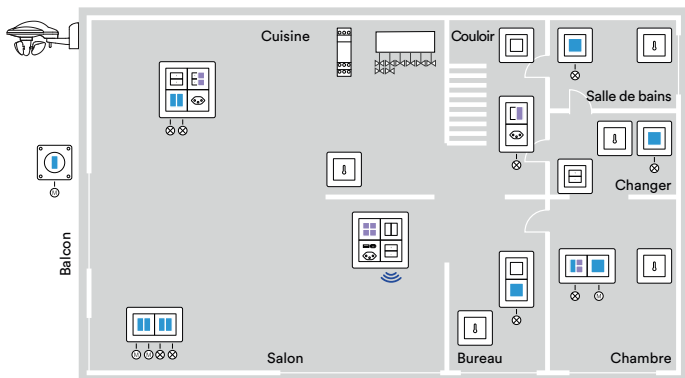 Cuisine
Couloir
Salle de bains
Changer
Balcon
M
M
M M
Salon
Bureau
Chambre